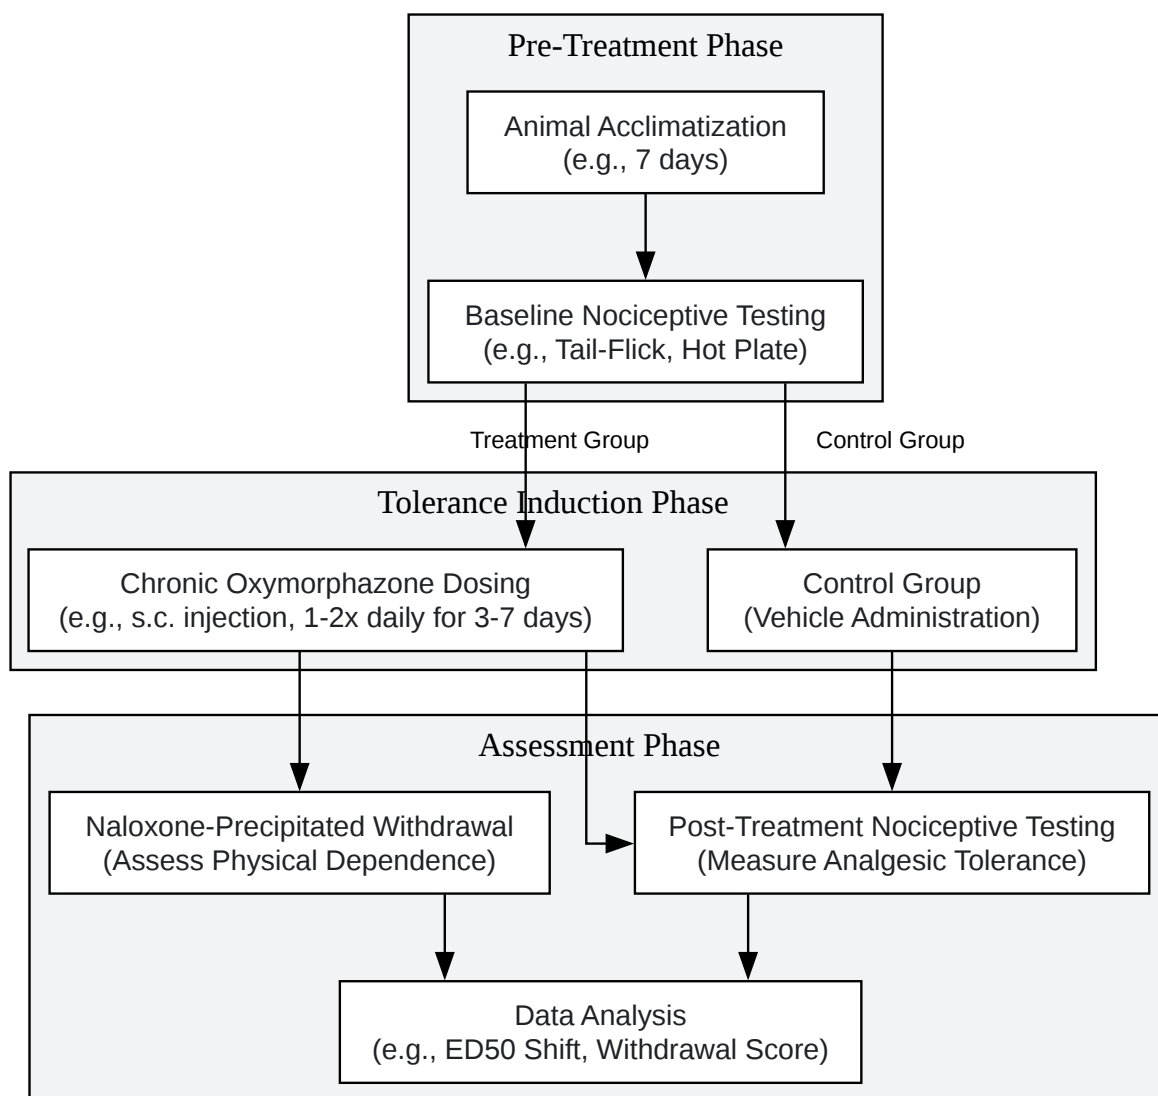 Pre-Treatment Phase
Animal Acclimatization
(e.g., 7 days)
Baseline Nociceptive Testing
(e.g., Tail-Flick, Hot Plate)
Treatment Group
Control Group
Tolerance Induction Phase
Chronic Oxymorphazone Dosing
(e.g., s.c. injection, 1-2x daily for 3-7 days)
Control Group
(Vehicle Administration)
Assessment Phase
Naloxone-Precipitated Withdrawal
(Assess Physical Dependence)
Post-Treatment Nociceptive Testing
(Measure Analgesic Tolerance)
Data Analysis
(e.g., ED50 Shift, Withdrawal Score)